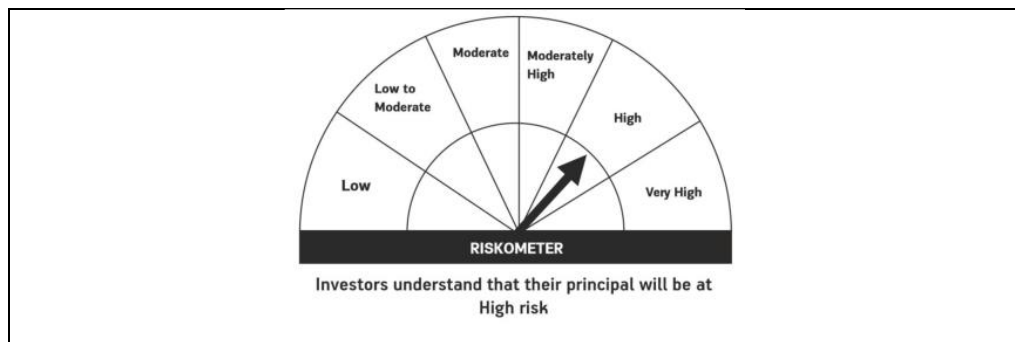 Low
Low to
Moderate
Moderate
Moderately
High
High
Very High
RISKOMETER
Investors understand that their principal will be at
High risk